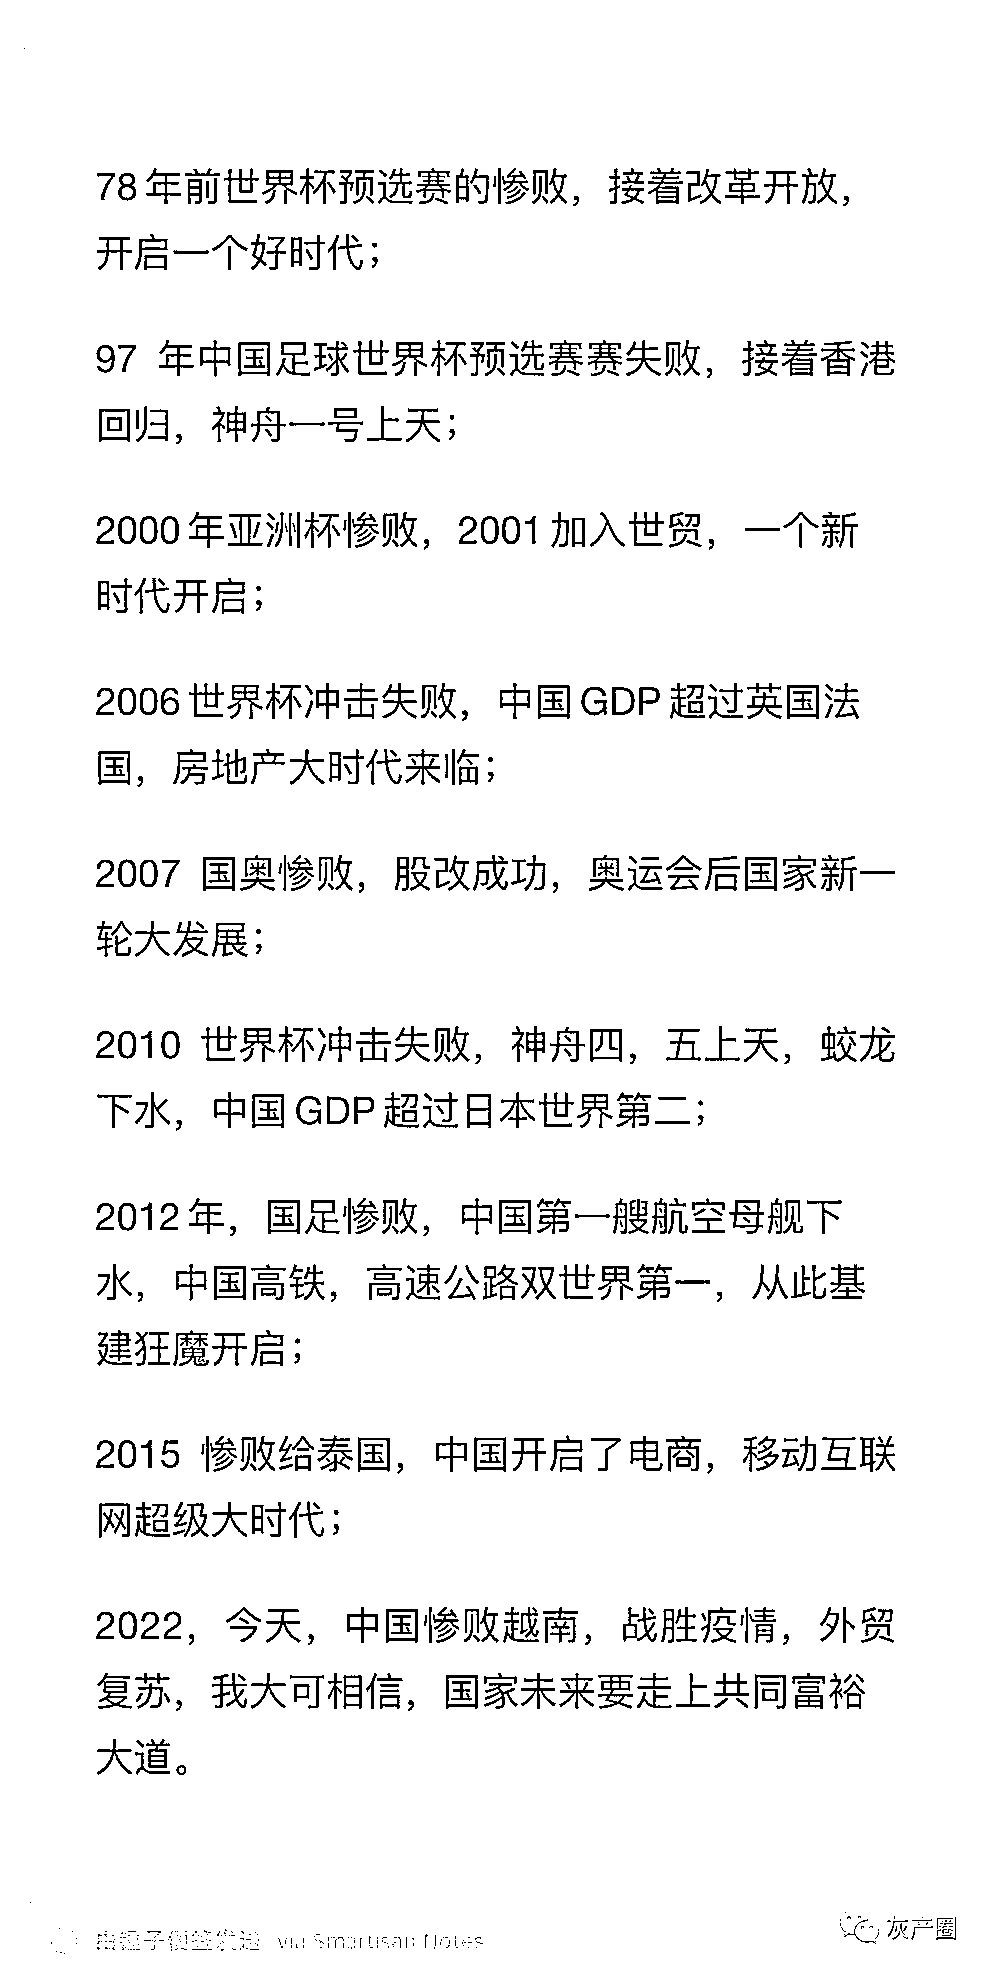 78年前世界杯预选赛的惨败，接着改革开放，
开启一个好时代；
97 年中国足球世界杯预选赛赛失败，接着香港
回归，神舟一号上天；
2000年亚洲杯惨败，2001加入世贸，一个新
时代开启；
2006世界杯冲击失败，中国GDP超过英国法
国，房地产大时代来临；
2007 国奥惨败，股改成功，奥运会后国家新一
轮大发展；
2010 世界杯冲击失败，神舟四，五上天，蛟龙
下水，中国GDP超过日本世界第二；
2012年，国足惨败，中国第一艘航空母舰下
水，中国高铁，高速公路双世界第一，从此基
建狂魔开启；
2015 惨败给泰国，中国开启了电商，移动互联
网超级大时代；
2022，今天，中国惨败越南，战胜疫情，外贸
复苏，我大可相信，国家未来要走上共同富裕
大道。
via Smartisan Notes
灰产圈